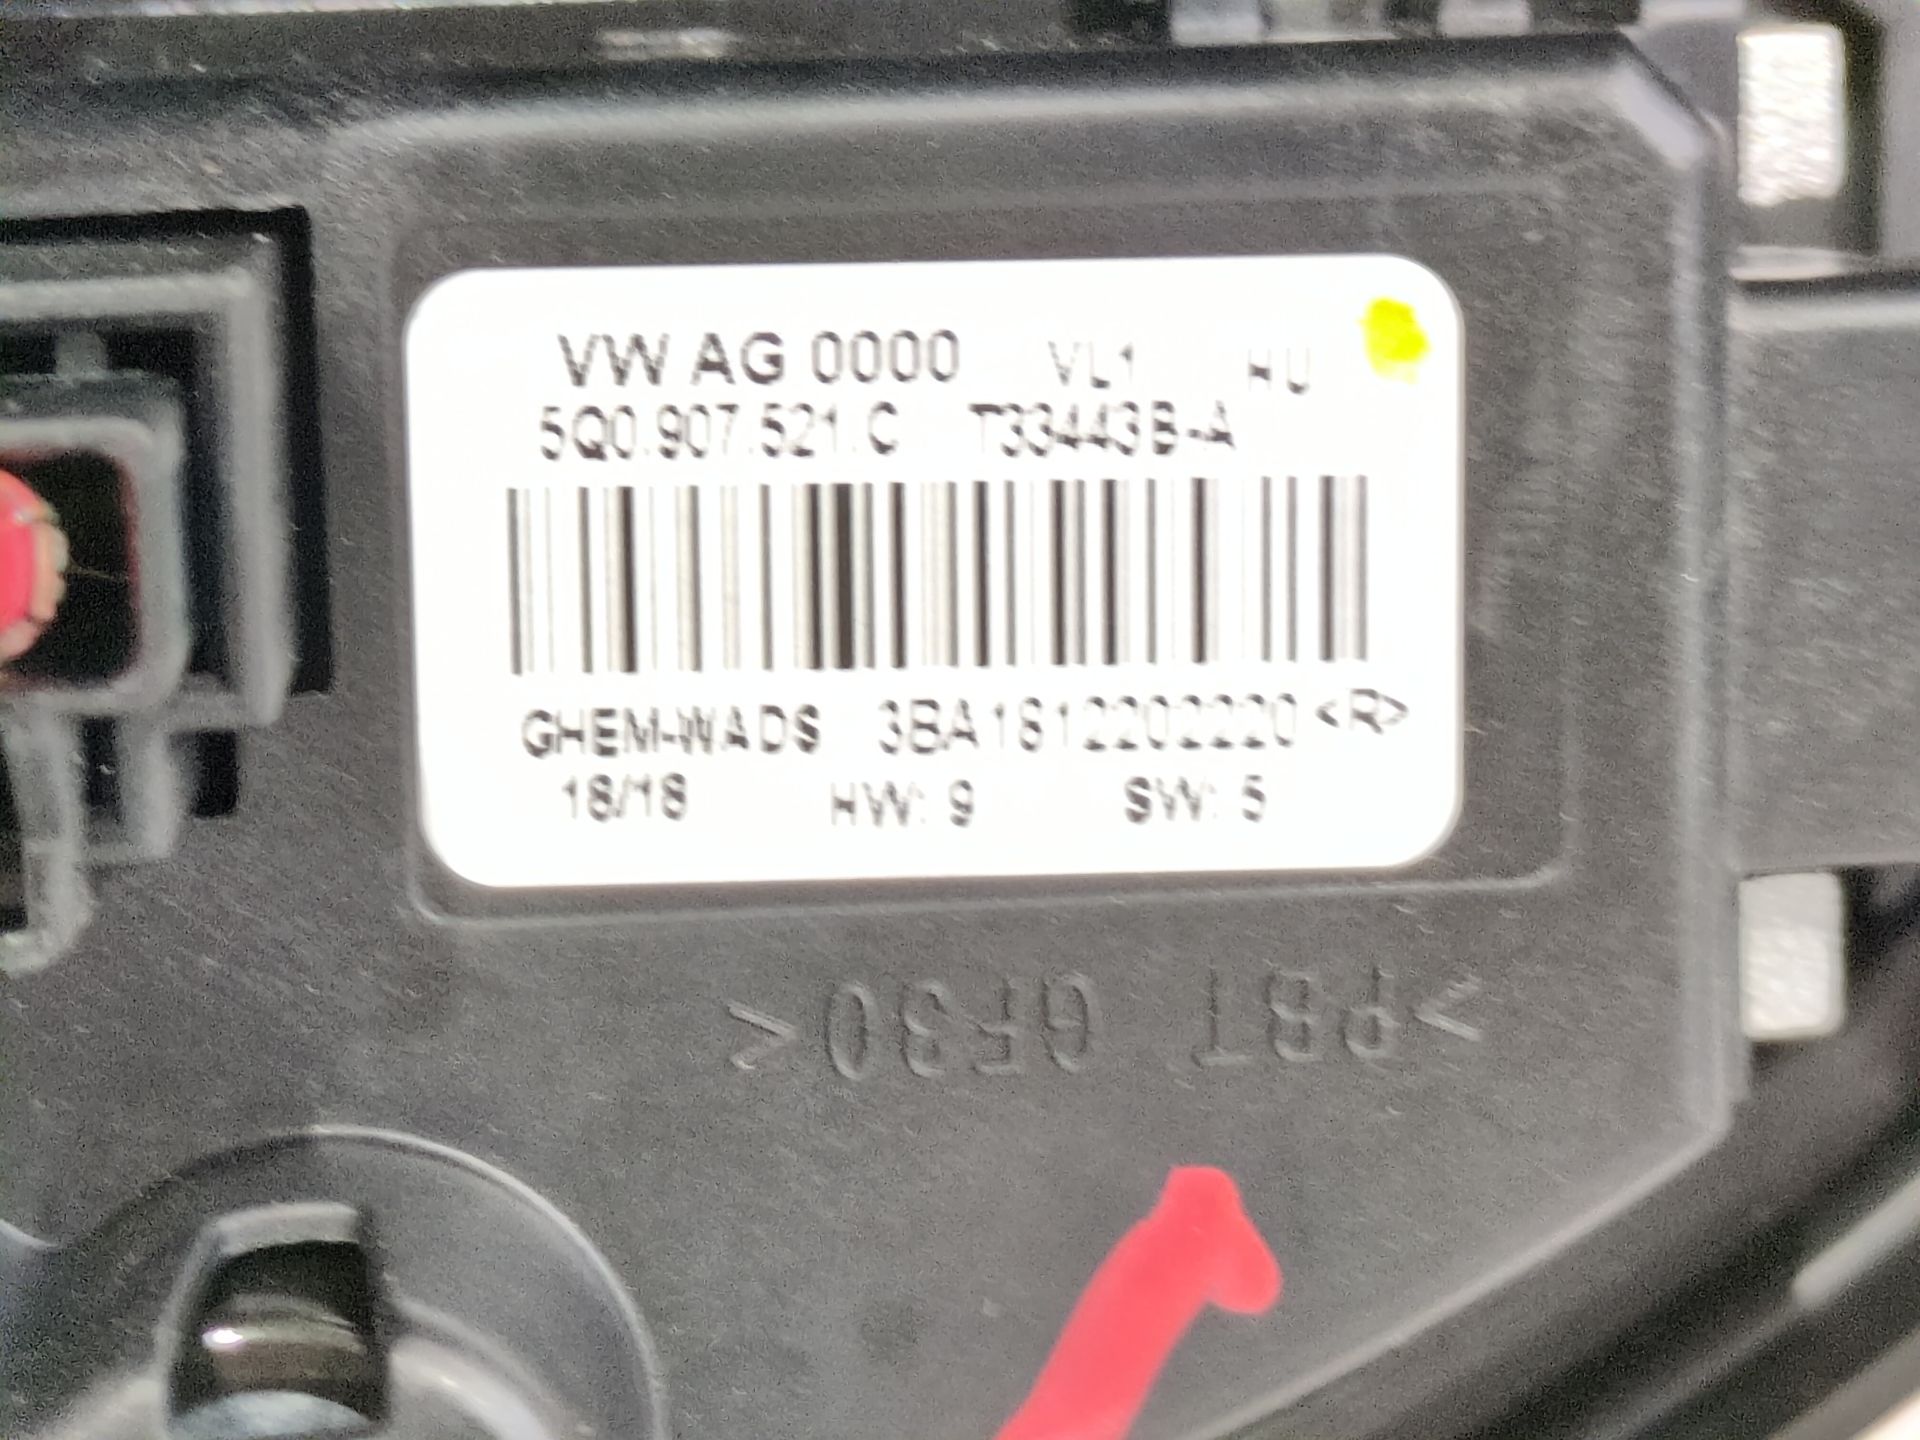 VW AG 0000 VL1 HU
5Q0.907.521.C T33443B-A
GHEM-WADS 3BA1812202220 <R>
18/18 HW: 9 SW: 5
>PBT GF30<